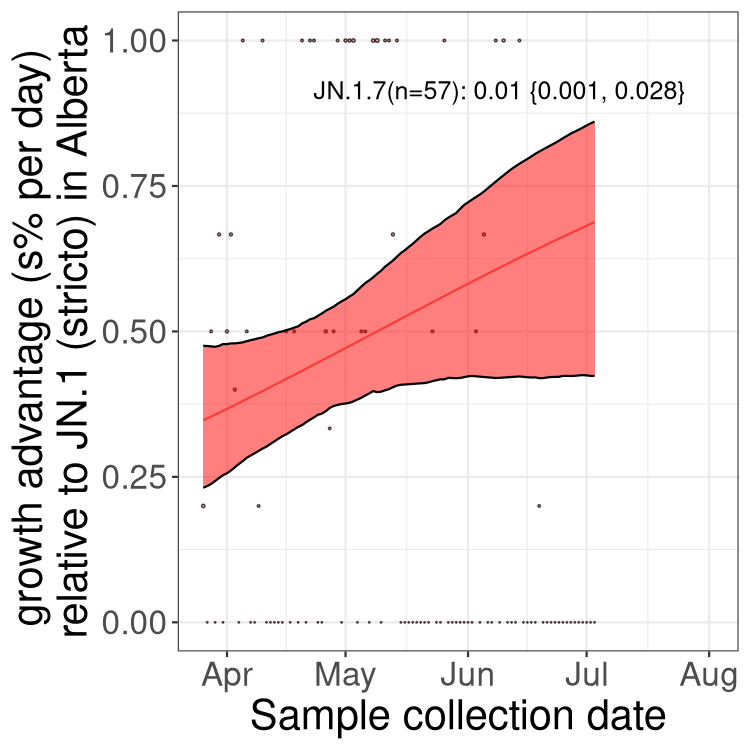 growth advantage (s% per day)
relative to JN.1 (stricto) in Alberta
1.00
0.75
0.50
0.25
0.00
JN.1.7(n=57): 0.01 {0.001, 0.028}
Apr May Jun Jul Aug
Sample collection date